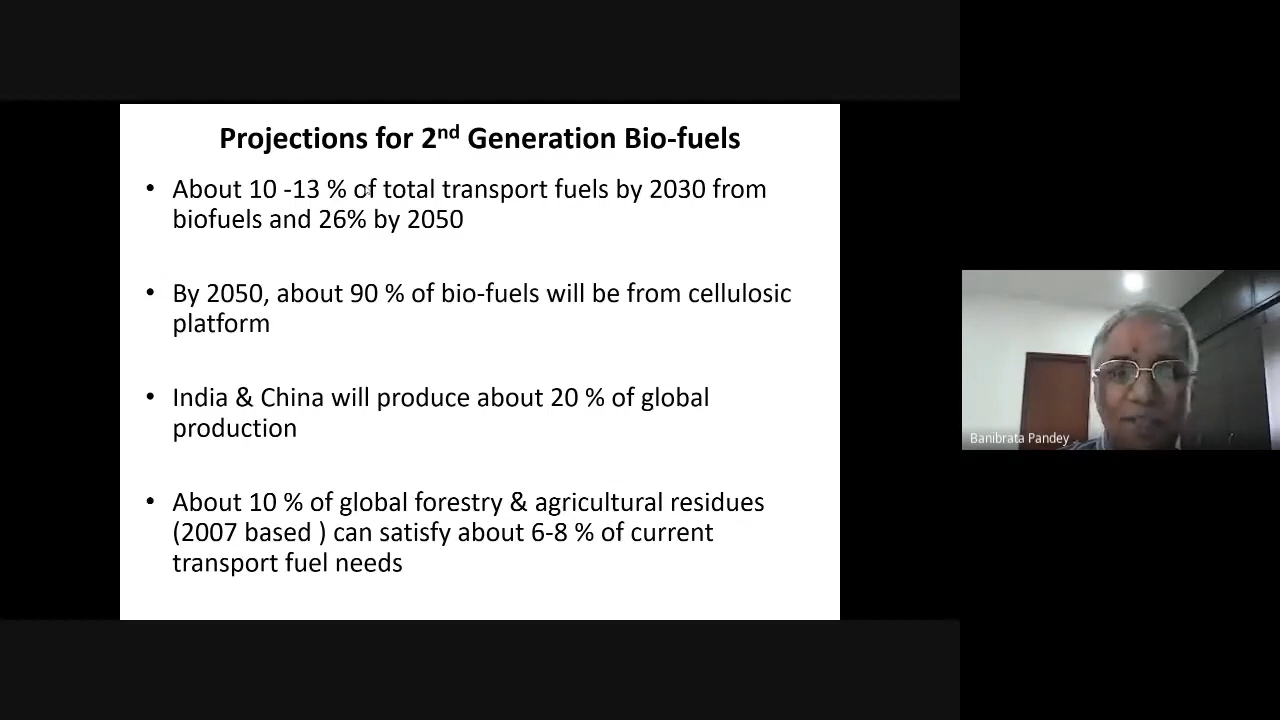 Projections for 2nd Generation Bio-fuels
• About 10 -13 % of total transport fuels by 2030 from
biofuels and 26% by 2050
• By 2050, about 90 % of bio-fuels will be from cellulosic
platform
• India & China will produce about 20 % of global
production
• About 10 % of global forestry & agricultural residues
(2007 based ) can satisfy about 6-8 % of current
transport fuel needs
Banibrata Pandey